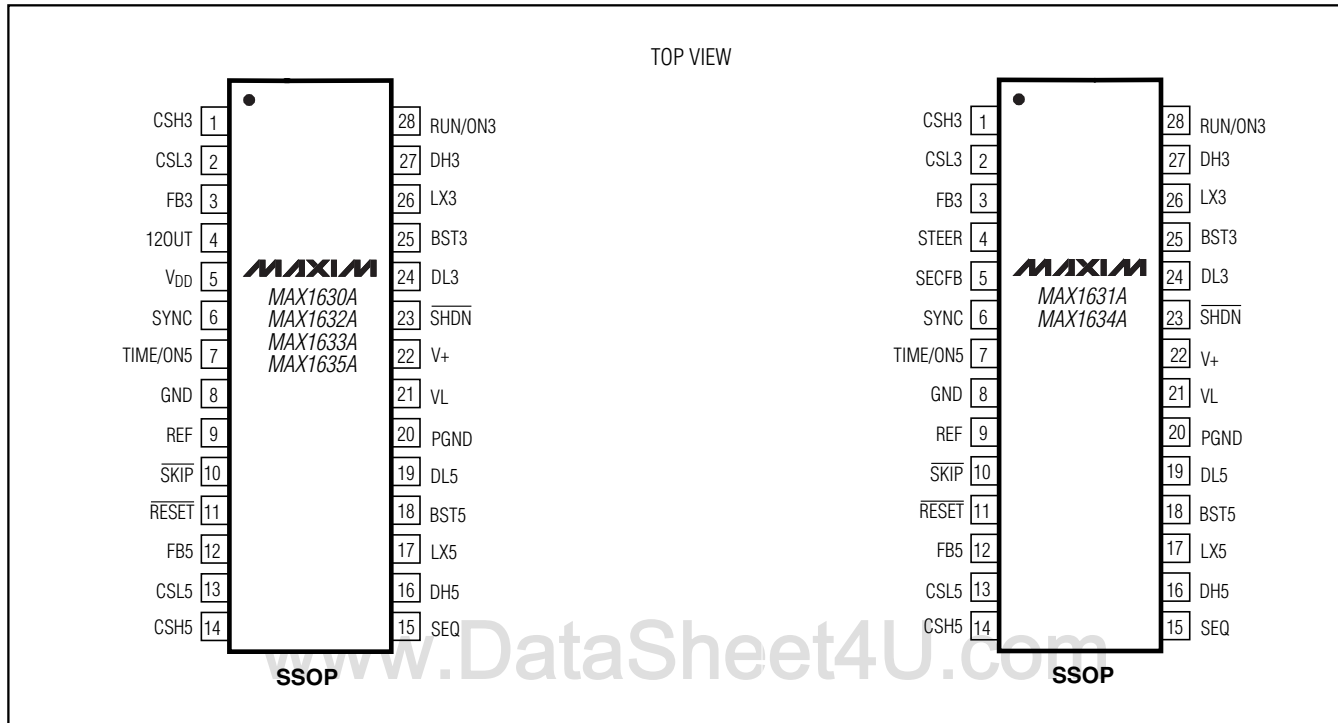 TOP VIEW
CSH3 1 28 RUN/ON3
CSL3 2 27 DH3
FB3 3 26 LX3
12OUT 4 25 BST3
VDD 5 24 DL3
SYNC 6 23 SHDN
TIME/ON5 7 22 V+
GND 8 21 VL
REF 9 20 PGND
SKIP 10 19 DL5
RESET 11 18 BST5
FB5 12 17 LX5
CSL5 13 16 DH5
CSH5 14 15 SEQ
MAXIM
MAX1630A
MAX1632A
MAX1633A
MAX1635A
SSOP
CSH3 1 28 RUN/ON3
CSL3 2 27 DH3
FB3 3 26 LX3
STEER 4 25 BST3
SECFB 5 24 DL3
SYNC 6 23 SHDN
TIME/ON5 7 22 V+
GND 8 21 VL
REF 9 20 PGND
SKIP 10 19 DL5
RESET 11 18 BST5
FB5 12 17 LX5
CSL5 13 16 DH5
CSH5 14 15 SEQ
MAXIM
MAX1631A
MAX1634A
SSOP
www.DataSheet4U.com